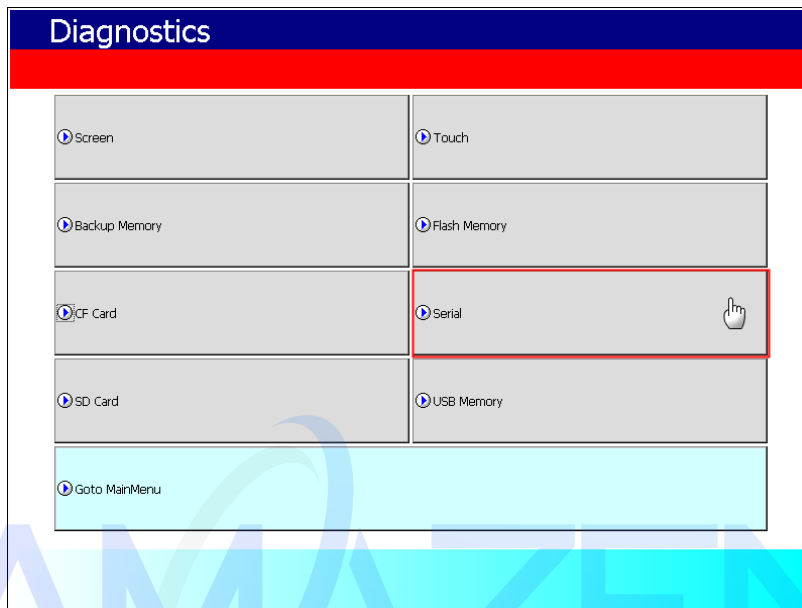 Diagnostics
Screen
Touch
Backup Memory
Flash Memory
CF Card
Serial
SD Card
USB Memory
Goto MainMenu